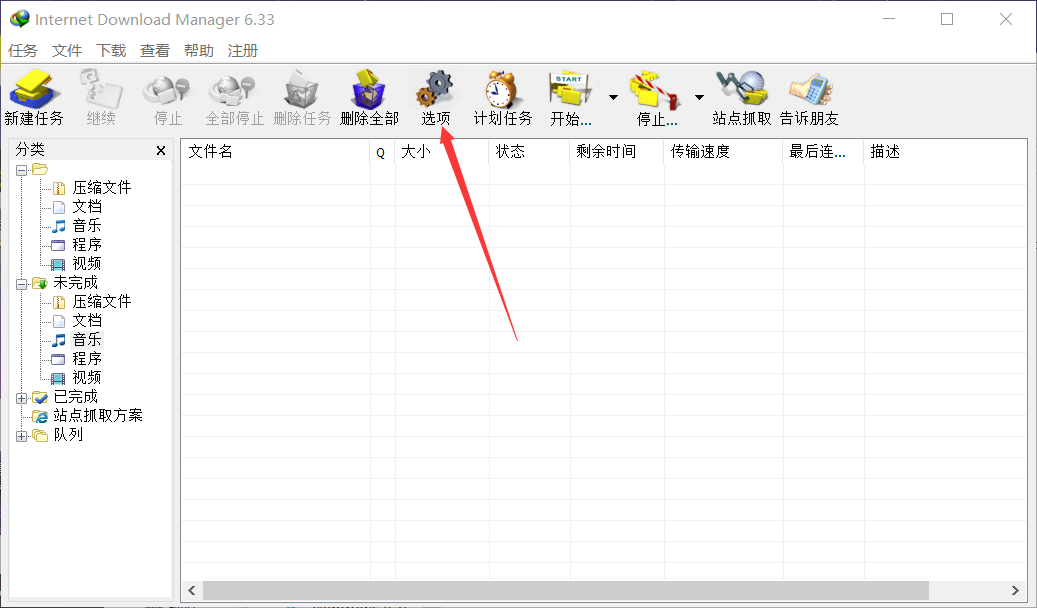 Internet Download Manager 6.33
任务 文件 下载 查看 帮助 注册
START
新建任务 继续 停止 全部停止 删除任务 删除全部 选项 计划任务 开始... 停止... 站点抓取 告诉朋友
分类
文件名 Q 大小 状态 剩余时间 传输速度 最后连... 描述
压缩文件
文档
音乐
程序
视频
未完成
压缩文件
文档
音乐
程序
视频
已完成
站点抓取方案
队列